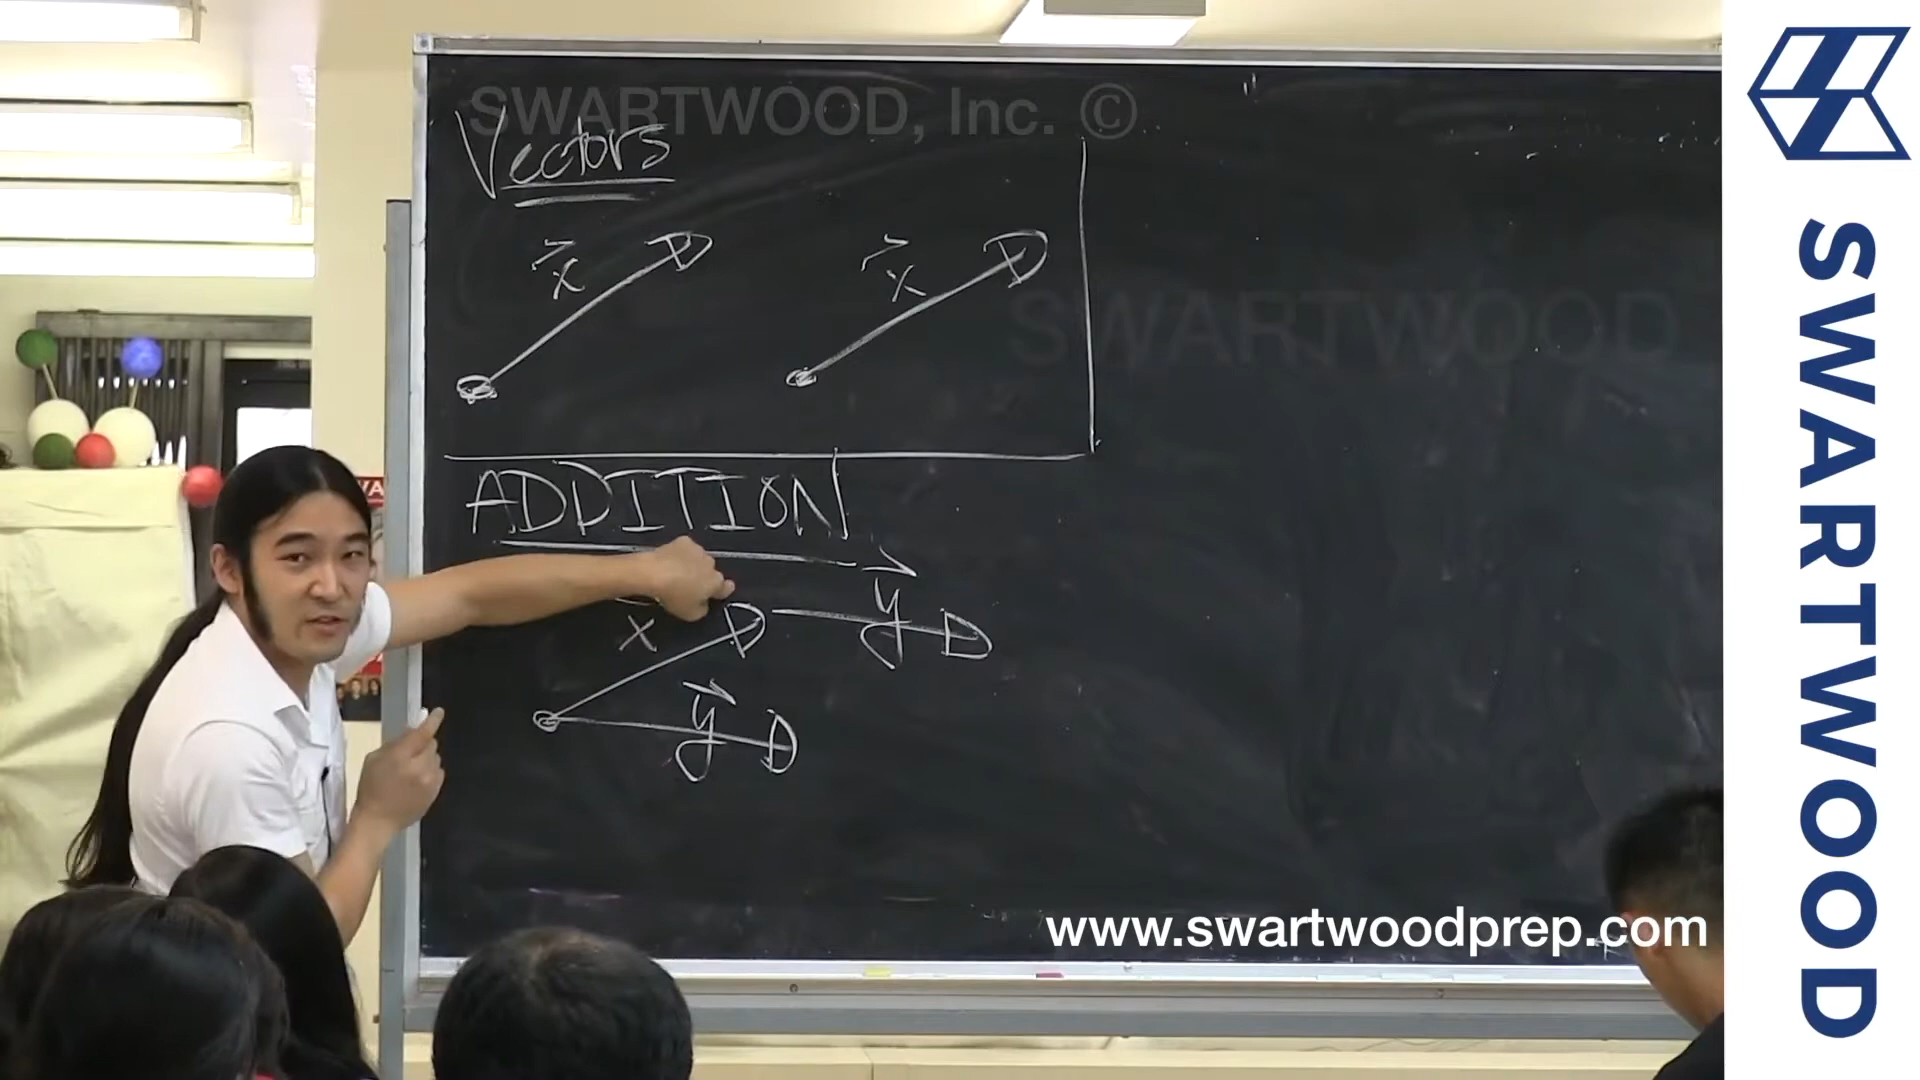 SWARTWOOD, Inc. ©
Vectors
x
x
SWARTWOOD
ADDITION
y
x
y
www.swartwoodprep.com
SWARTWOOD